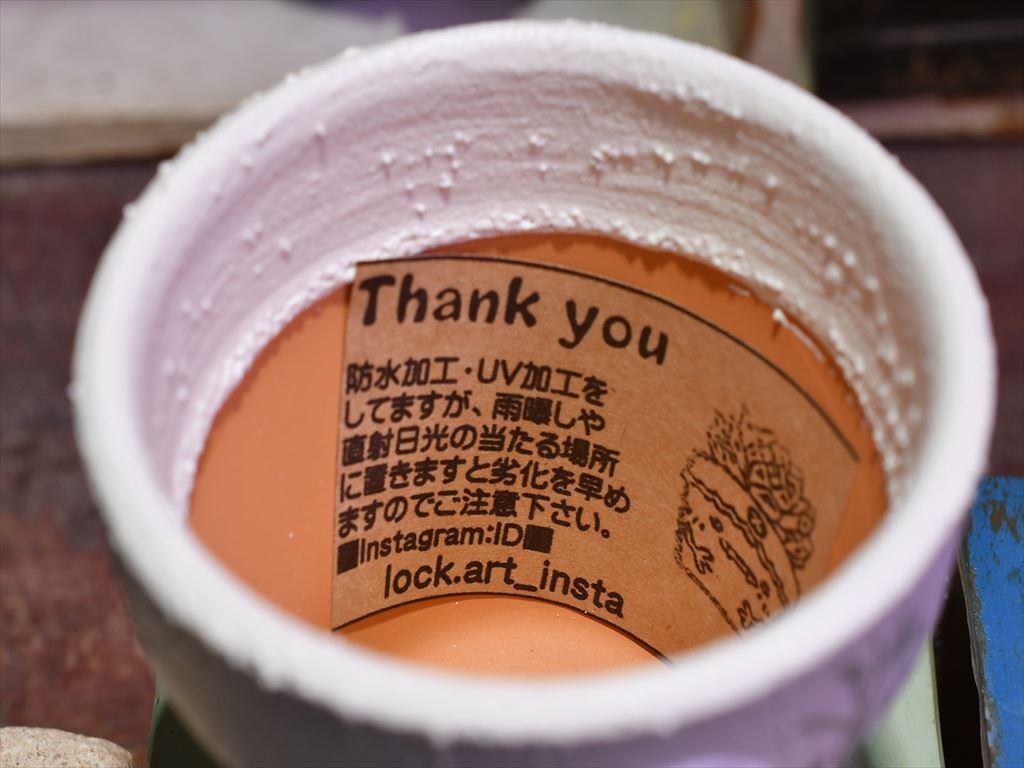 Thank you
防水加工・UV加工を
してますが、雨曝しや
直射日光の当たる場所
に置きますと劣化を早め
ますのでご注意下さい。
■Instagram:ID■
lock.art_insta